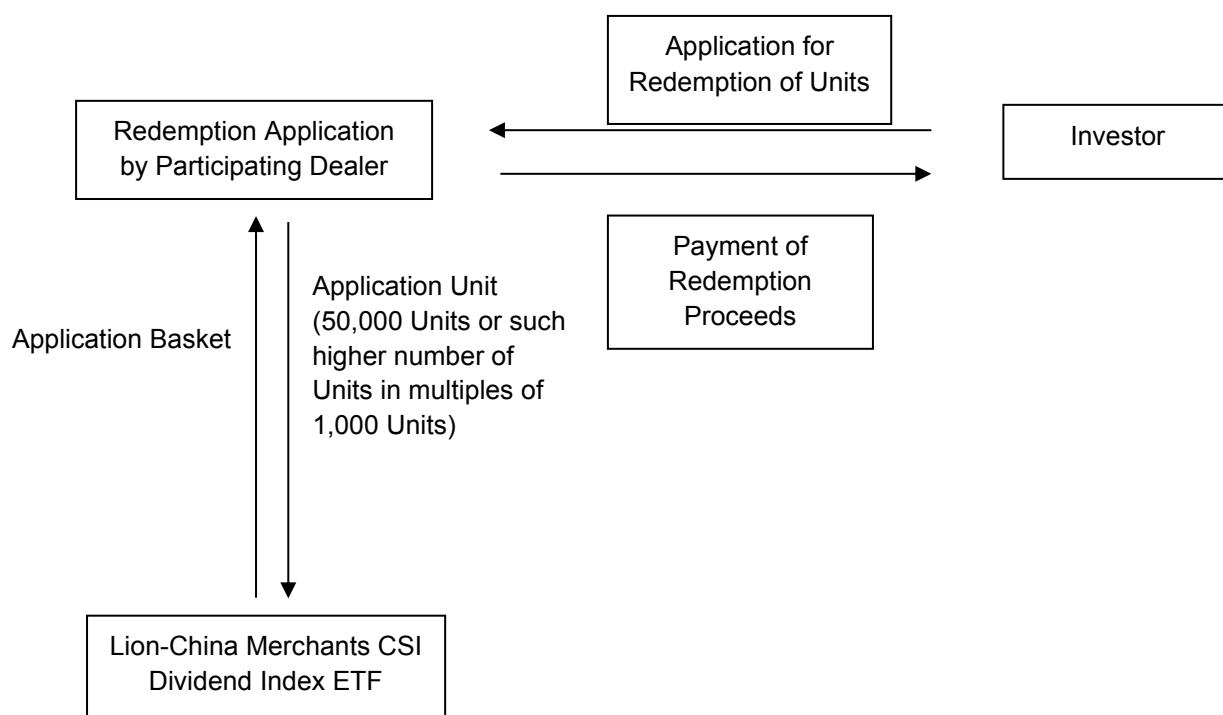 Application for
Redemption of Units
Redemption Application
by Participating Dealer
Investor
Payment of
Redemption
Proceeds
Application Basket
Application Unit
(50,000 Units or such
higher number of
Units in multiples of
1,000 Units)
Lion-China Merchants CSI
Dividend Index ETF